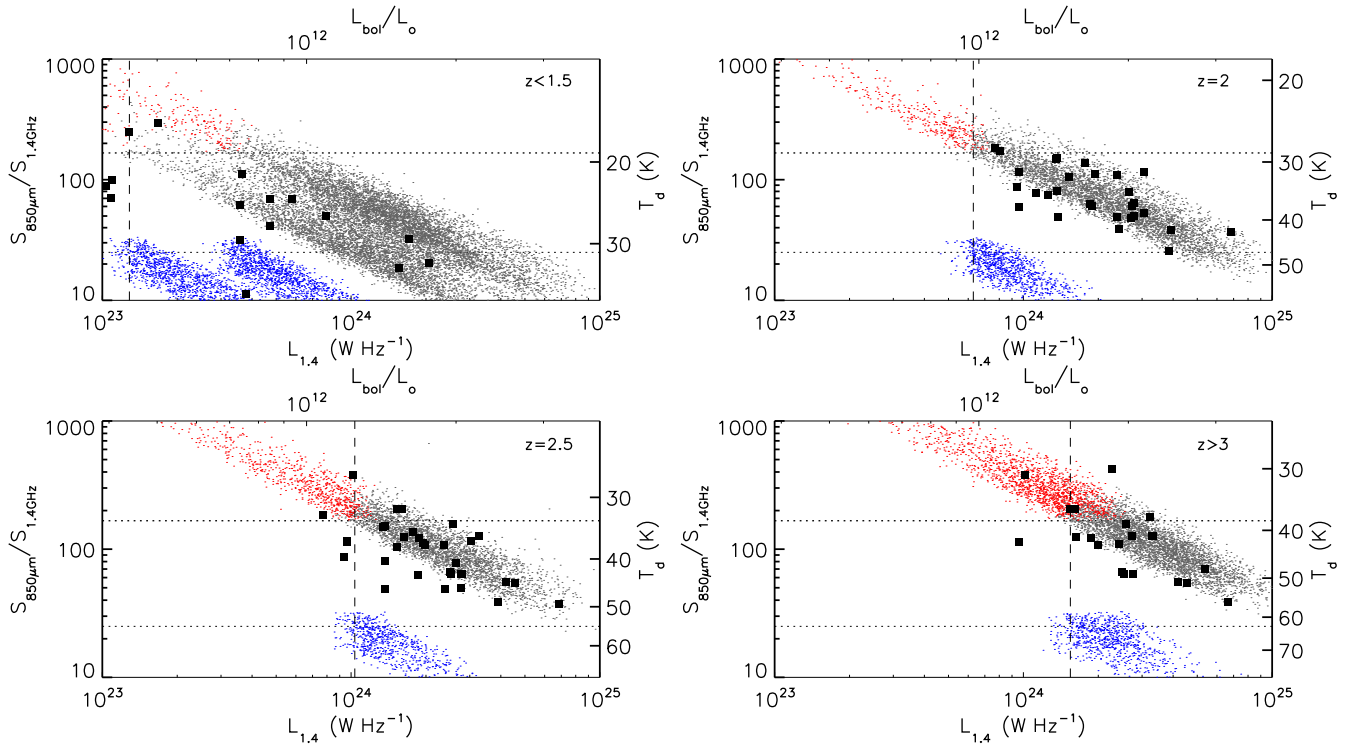 L_bol/L_o
10^12
S_850μm/S_1.4GHz
1000
100
10
z<1.5
20
30
T_d (K)
10^23
10^24
10^25
L_1.4 (W Hz^-1)
L_bol/L_o
10^12
S_850μm/S_1.4GHz
1000
100
10
z=2
20
30
40
50
T_d (K)
10^23
10^24
10^25
L_1.4 (W Hz^-1)
L_bol/L_o
10^12
S_850μm/S_1.4GHz
1000
100
10
z=2.5
30
40
50
60
T_d (K)
10^23
10^24
10^25
L_1.4 (W Hz^-1)
L_bol/L_o
10^12
S_850μm/S_1.4GHz
1000
100
10
z>3
30
40
50
60
70
T_d (K)
10^23
10^24
10^25
L_1.4 (W Hz^-1)